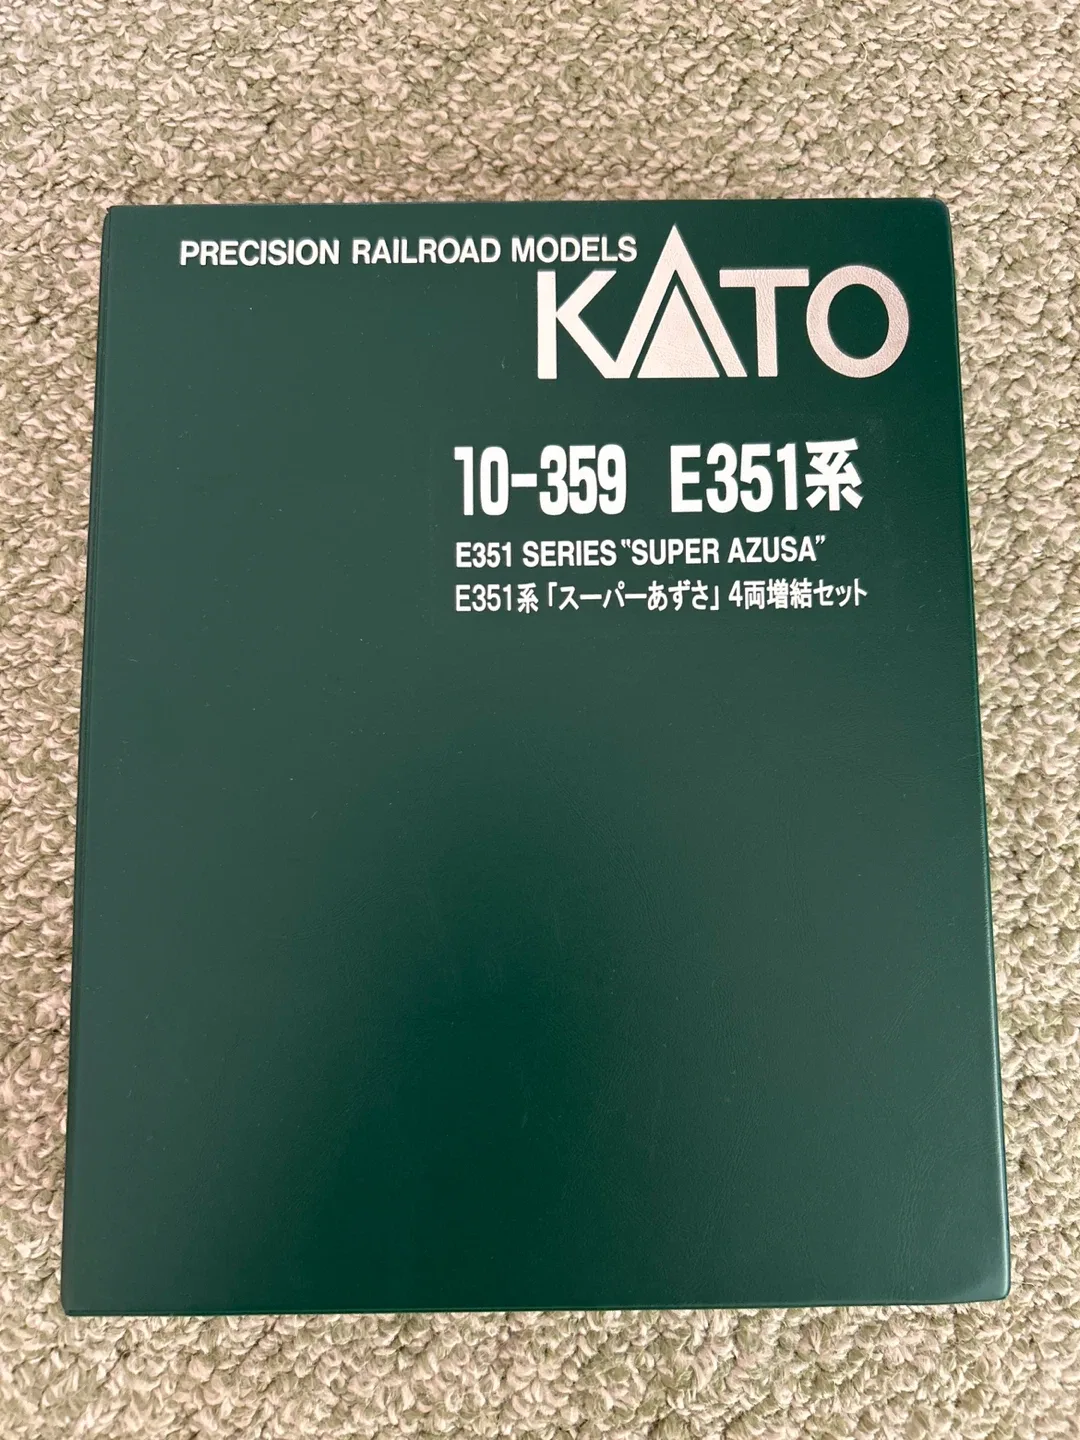 PRECISION RAILROAD MODELS
KATO
10-359 E351系
E351 SERIES "SUPER AZUSA"
E351系「スーパーあずさ」4両増結セット